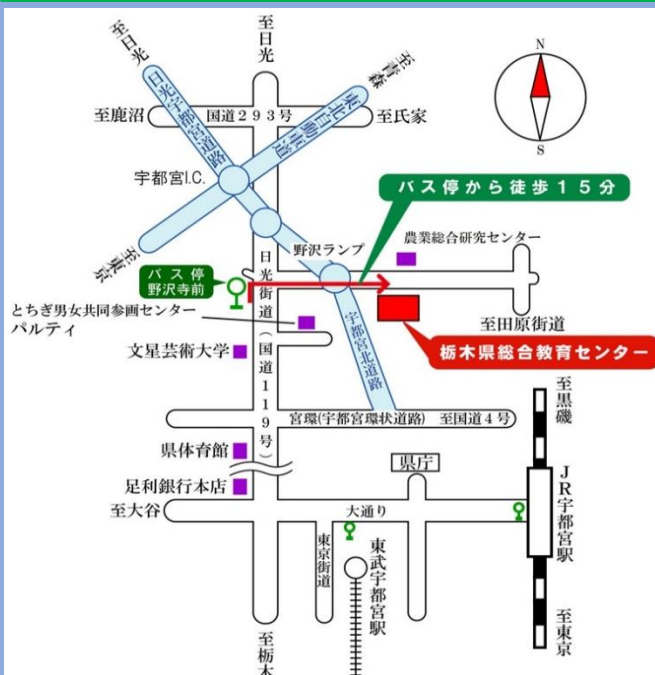 至日光
至日光
至青森
N
S
日光宇都宮道路
東北自動車道
至鹿沼
国道293号
至氏家
宇都宮I.C.
バス停から徒歩15分
農業総合研究センター
野沢ランプ
至東京
バス停
野沢寺前
日光街道(国道119号)
とちぎ男女共同参画センター
パルティ
宇都宮北道路
至田原街道
文星芸術大学
栃木県総合教育センター
宮環(宇都宮環状道路)
至国道4号
至黒磯
県体育館
県庁
足利銀行本店
至大谷
大通り
JR宇都宮駅
東京街道
東武宇都宮駅
至東京
至栃木